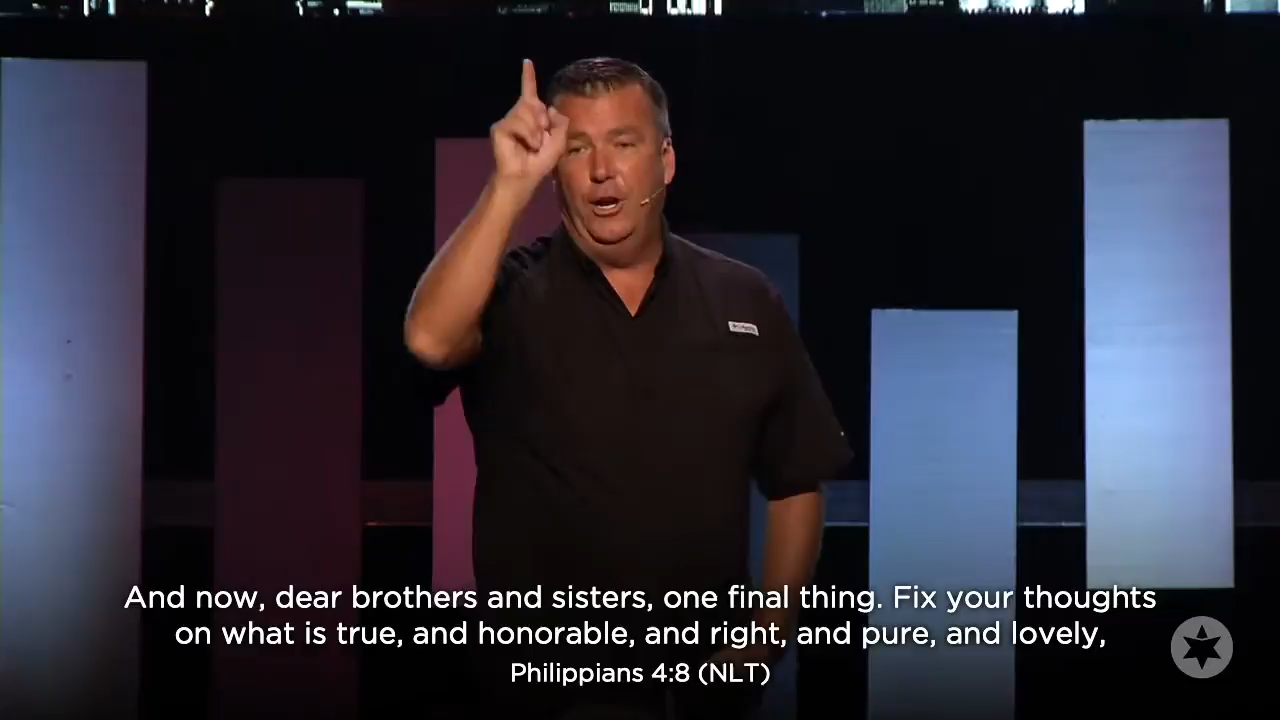 And now, dear brothers and sisters, one final thing. Fix your thoughts
on what is true, and honorable, and right, and pure, and lovely,
Philippians 4:8 (NLT)